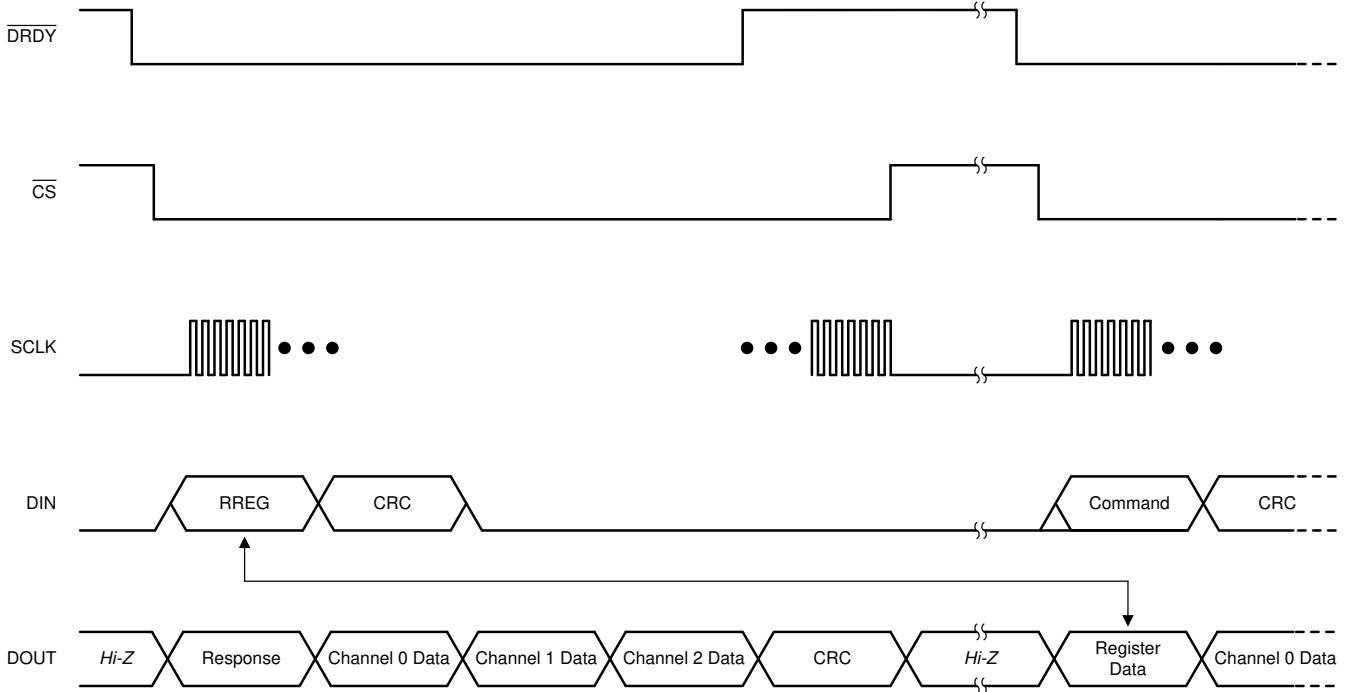 DRDY
CS
SCLK
DIN
RREG
CRC
Command
CRC
DOUT
Hi-Z
Response
Channel 0 Data
Channel 1 Data
Channel 2 Data
CRC
Hi-Z
Register
Data
Channel 0 Data